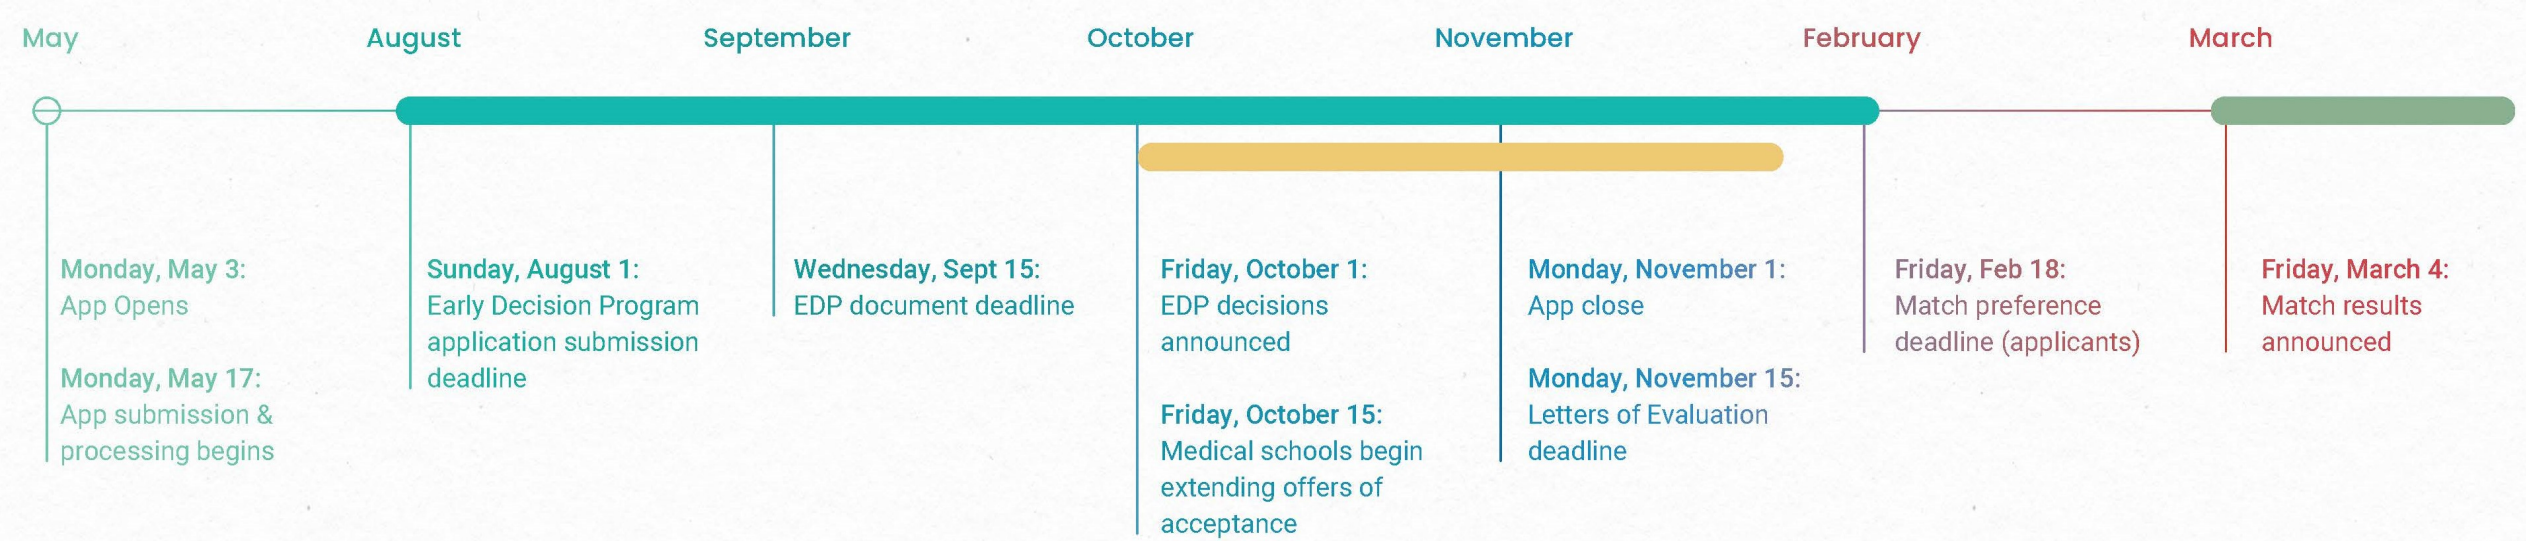 May
August
September
October
November
February
March
Monday, May 3:
App Opens
Monday, May 17:
App submission &
processing begins
Sunday, August 1:
Early Decision Program
application submission
deadline
Wednesday, Sept 15:
EDP document deadline
Friday, October 1:
EDP decisions
announced
Friday, October 15:
Medical schools begin
extending offers of
acceptance
Monday, November 1:
App close
Monday, November 15:
Letters of Evaluation
deadline
Friday, Feb 18:
Match preference
deadline (applicants)
Friday, March 4:
Match results
announced